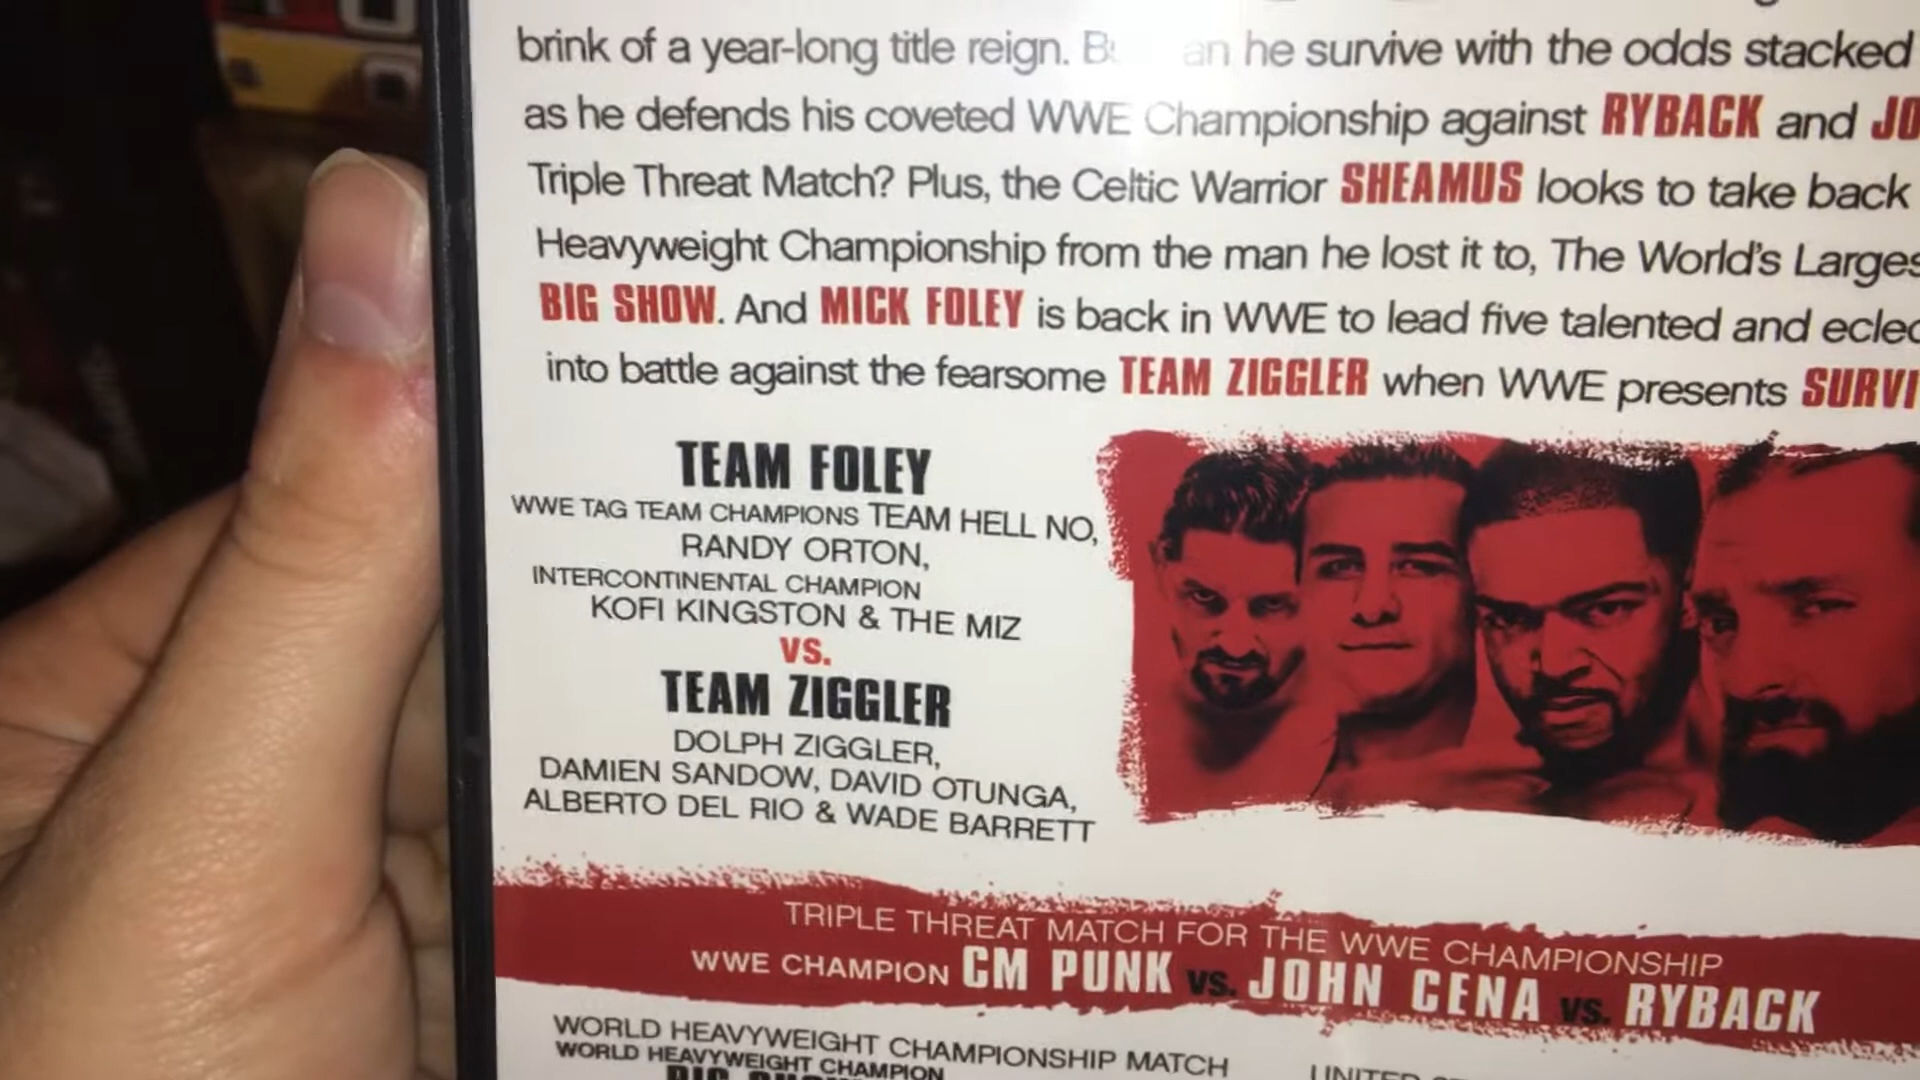 brink of a year-long title reign. an he survive with the odds stacked
as he defends his coveted WWE Championship against RYBACK and JO
Triple Threat Match? Plus, the Celtic Warrior SHEAMUS looks to take back
Heavyweight Championship from the man he lost it to, The World's Larges
BIG SHOW. And MICK FOLEY is back in WWE to lead five talented and eclec
into battle against the fearsome TEAM ZIGGLER when WWE presents SURVI
TEAM FOLEY
WWE TAG TEAM CHAMPIONS TEAM HELL NO,
RANDY ORTON,
INTERCONTINENTAL CHAMPION
KOFI KINGSTON & THE MIZ
VS.
TEAM ZIGGLER
DOLPH ZIGGLER,
DAMIEN SANDOW, DAVID OTUNGA,
ALBERTO DEL RIO & WADE BARRETT
TRIPLE THREAT MATCH FOR THE WWE CHAMPIONSHIP
WWE CHAMPION CM PUNK VS. JOHN CENA VS. RYBACK
WORLD HEAVYWEIGHT CHAMPIONSHIP MATCH
WORLD HEAVYWEIGHT CHAMPION